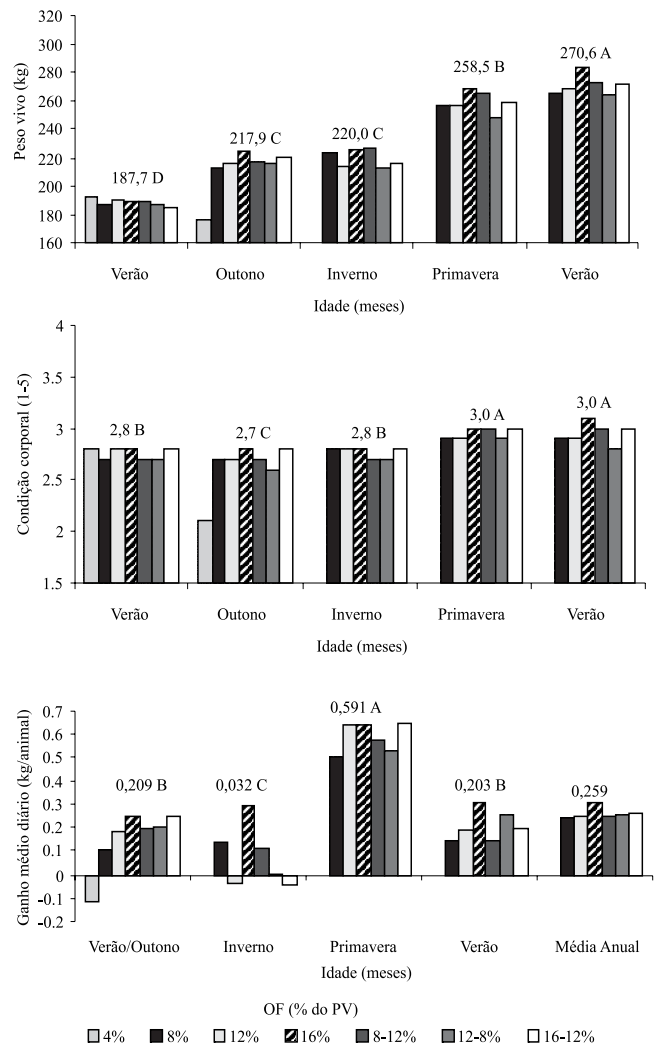 Peso vivo (kg)
320
300
280
260
240
220
200
180
160
187,7 D
217,9 C
220,0 C
258,5 B
270,6 A
Verão Outono Inverno Primavera Verão
Idade (meses)
Condição corporal (1-5)
4
3.5
3
2.5
2
1.5
2,8 B
2,7 C
2,8 B
3,0 A
3,0 A
Verão Outono Inverno Primavera Verão
Idade (meses)
Ganho médio diário (kg/animal)
0.7
0.6
0.5
0.4
0.3
0.2
0.1
0
-0.1
-0.2
0,209 B
0,032 C
0,591 A
0,203 B
0,259
Verão/Outono Inverno Primavera Verão Média Anual
Idade (meses)
OF (% do PV)
4% 8% 12% 16% 8-12% 12-8% 16-12%